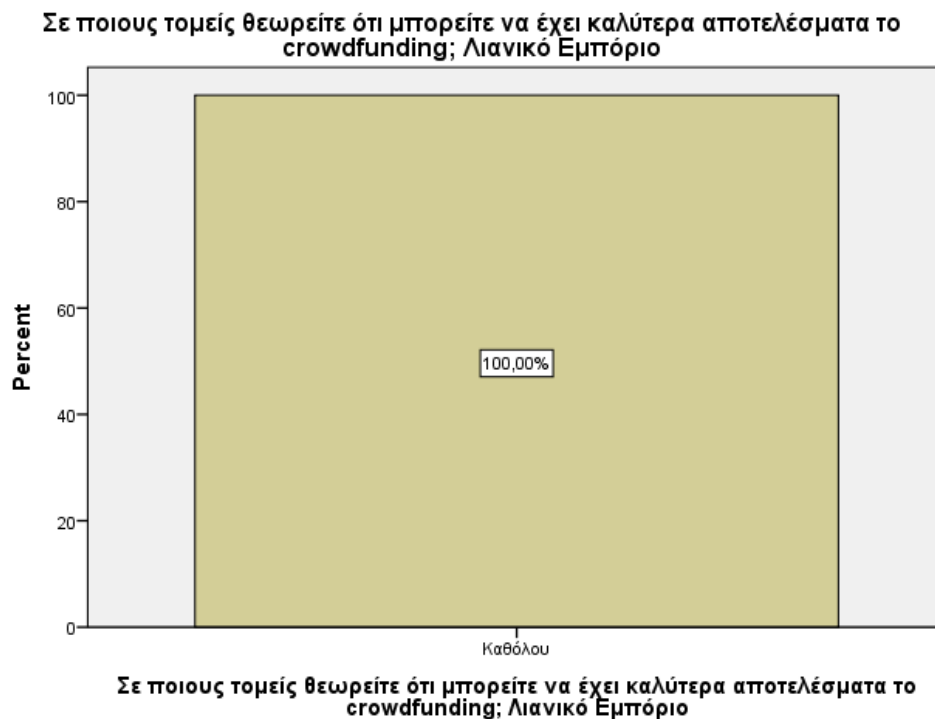 Σε ποιους τομείς θεωρείτε ότι μπορείτε να έχει καλύτερα αποτελέσματα το
crowdfunding; Λιανικό Εμπόριο
100
80
60
40
20
0
Percent
100,00%
Καθόλου
Σε ποιους τομείς θεωρείτε ότι μπορείτε να έχει καλύτερα αποτελέσματα το
crowdfunding; Λιανικό Εμπόριο